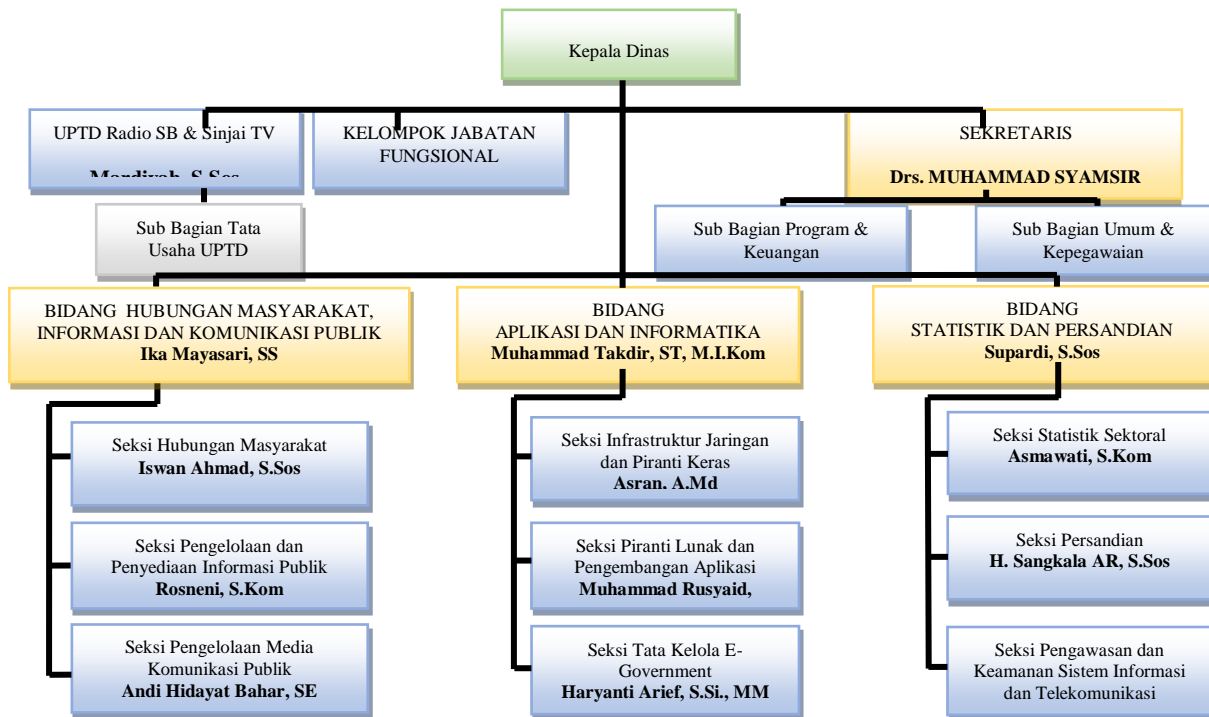 Kepala Dinas
UPTD Radio SB & Sinjai TV
KELOMPOK JABATAN
FUNGSIONAL
SEKRETARIS
Drs. MUHAMMAD SYAMSIR
Sub Bagian Tata
Usaha UPTD
Sub Bagian Program &
Keuangan
Sub Bagian Umum &
Kepegawaian
BIDANG HUBUNGAN MASYARAKAT,
INFORMASI DAN KOMUNIKASI PUBLIK
Ika Mayasari, SS
BIDANG
APLIKASI DAN INFORMATIKA
Muhammad Takdir, ST, M.I.Kom
BIDANG
STATISTIK DAN PERSANDIAN
Supardi, S.Sos
Seksi Hubungan Masyarakat
Iswan Ahmad, S.Sos
Seksi Infrastruktur Jaringan
dan Piranti Keras
Asran, A.Md
Seksi Statistik Sektoral
Asmawati, S.Kom
Seksi Pengelolaan dan
Penyediaan Informasi Publik
Rosneni, S.Kom
Seksi Piranti Lunak dan
Pengembangan Aplikasi
Muhammad Rusyaid,
Seksi Persandian
H. Sangkala AR, S.Sos
Seksi Pengelolaan Media
Komunikasi Publik
Andi Hidayat Bahar, SE
Seksi Tata Kelola E-
Government
Haryanti Arief, S.Si., MM
Seksi Pengawasan dan
Keamanan Sistem Informasi
dan Telekomunikasi